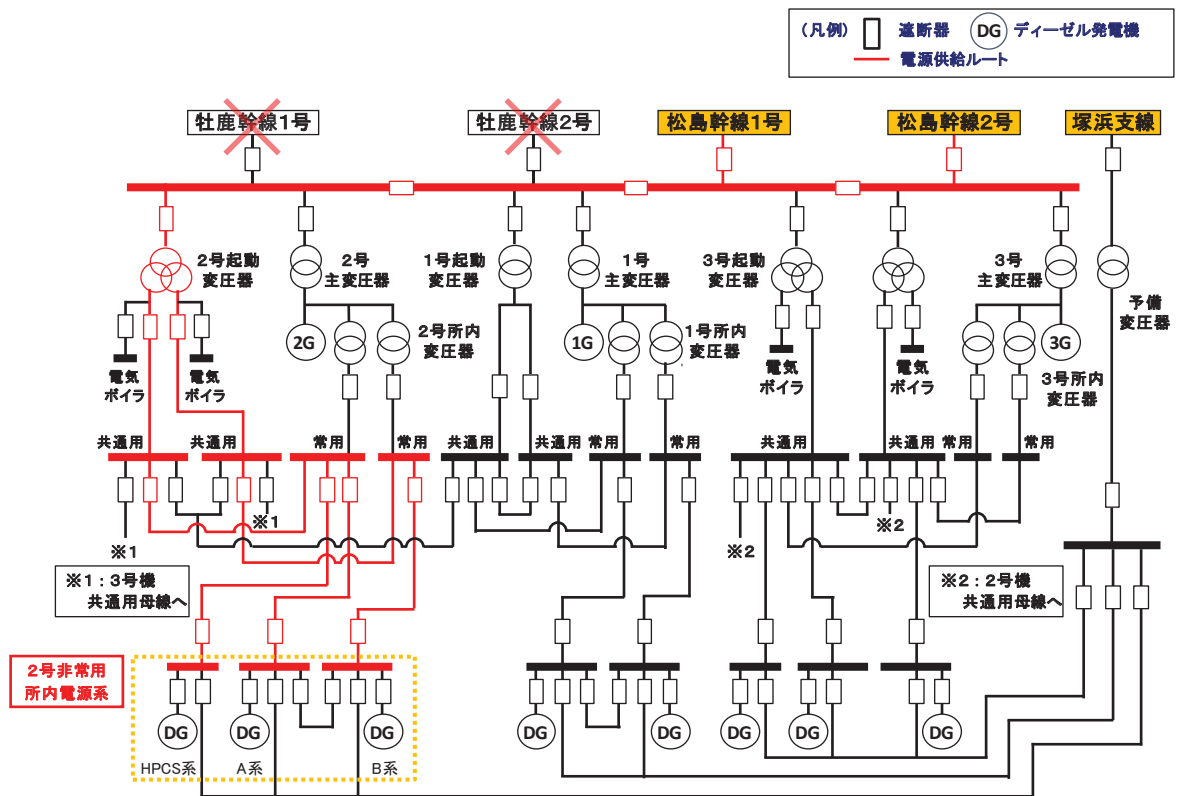 (凡例) 遮断器 DG ディーゼル発電機
電源供給ルート
牡鹿幹線1号
牡鹿幹線2号
松島幹線1号
松島幹線2号
塚浜支線
2号起動
変圧器
2号
主変圧器
1号起動
変圧器
1号
主変圧器
3号起動
変圧器
3号
主変圧器
予備
変圧器
2G
2号所内
変圧器
1G
1号所内
変圧器
3G
3号所内
変圧器
電気
ボイラ
電気
ボイラ
電気
ボイラ
電気
ボイラ
共通用
共通用
常用
常用
共通用
共通用
常用
常用
共通用
共通用
常用
常用
※1
※1
※2
※2
※1:3号機
共通用母線へ
※2:2号機
共通用母線へ
2号非常用
所内電源系
DG
DG
DG
DG
DG
DG
DG
DG
HPCS系
A系
B系